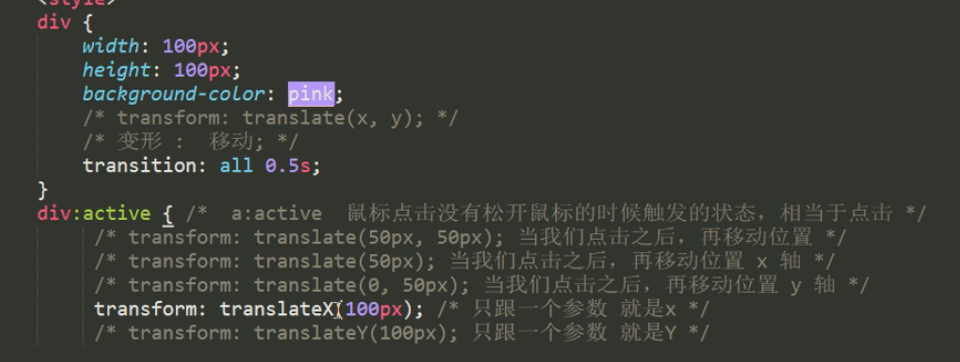 <style>
div {
width: 100px;
height: 100px;
background-color: pink;
/* transform: translate(x, y); */
/* 变形 : 移动; */
transition: all 0.5s;
}
div:active { /* a:active 鼠标点击没有松开鼠标的时候触发的状态，相当于点击 */
/* transform: translate(50px, 50px); 当我们点击之后，再移动位置 */
/* transform: translate(50px); 当我们点击之后，再移动位置 x 轴 */
/* transform: translate(0, 50px); 当我们点击之后，再移动位置 y 轴 */
transform: translateX(100px); /* 只跟一个参数 就是x */
/* transform: translateY(100px); 只跟一个参数 就是Y */